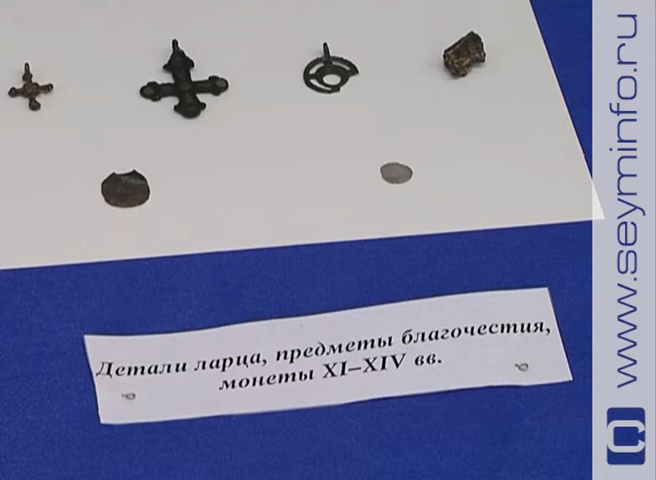 Детали ларца, предметы благочестия,
монеты XI–XIV вв.
www.seyminfo.ru